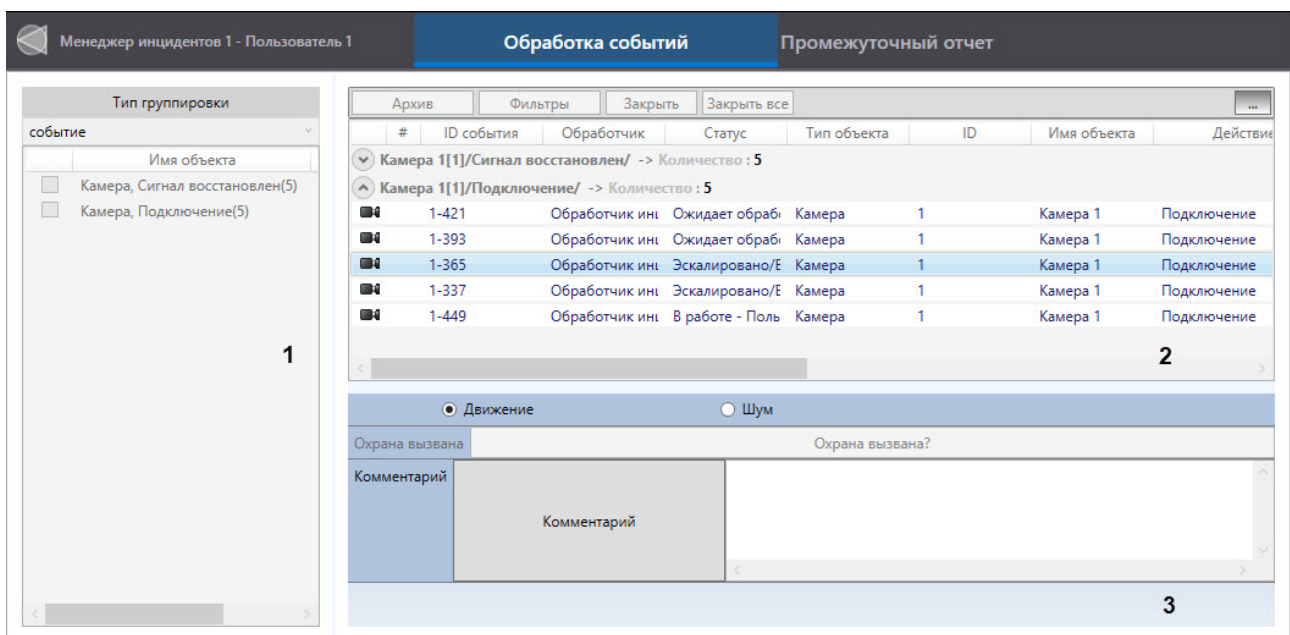 Менеджер инцидентов 1 - Пользователь 1 Обработка событий Промежуточный отчет
Тип группировки
событие
Имя объекта
Камера, Сигнал восстановлен(5)
Камера, Подключение(5)
1
Архив Фильтры Закрыть Закрыть все ...
# ID события Обработчик Статус Тип объекта ID Имя объекта Действие
Камера 1[1]/Сигнал восстановлен/ -> Количество : 5
Камера 1[1]/Подключение/ -> Количество : 5
1-421 Обработчик инц Ожидает обраб Камера 1 Камера 1 Подключение
1-393 Обработчик инц Ожидает обраб Камера 1 Камера 1 Подключение
1-365 Обработчик инц Эскалировано/Е Камера 1 Камера 1 Подключение
1-337 Обработчик инц Эскалировано/Е Камера 1 Камера 1 Подключение
1-449 Обработчик инц В работе - Поль Камера 1 Камера 1 Подключение
2
Движение Шум
Охрана вызвана Охрана вызвана?
Комментарий Комментарий
3